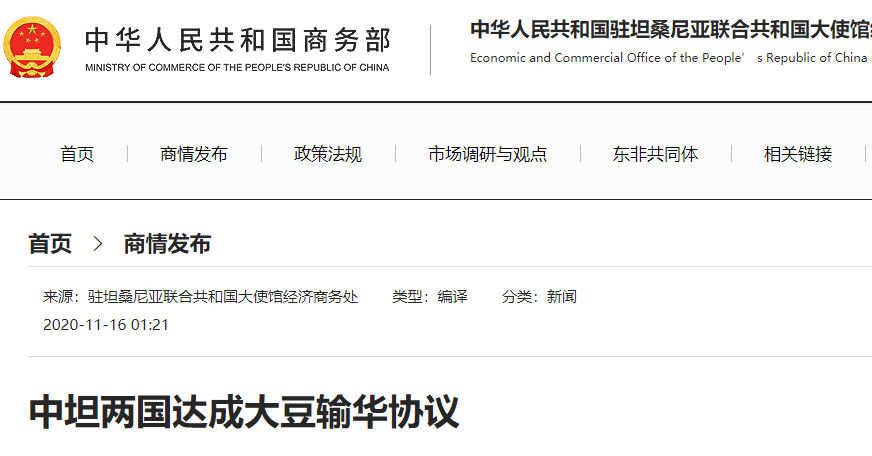 中华人民共和国商务部
MINISTRY OF COMMERCE OF THE PEOPLE'S REPUBLIC OF CHINA
中华人民共和国驻坦桑尼亚联合共和国大使馆
Economic and Commercial Office of the People’ s Republic of China i
首页 商情发布 政策法规 市场调研与观点 东非共同体 相关链接
首页 > 商情发布
来源：驻坦桑尼亚联合共和国大使馆经济商务处 类型：编译 分类：新闻
2020-11-16 01:21
中坦两国达成大豆输华协议